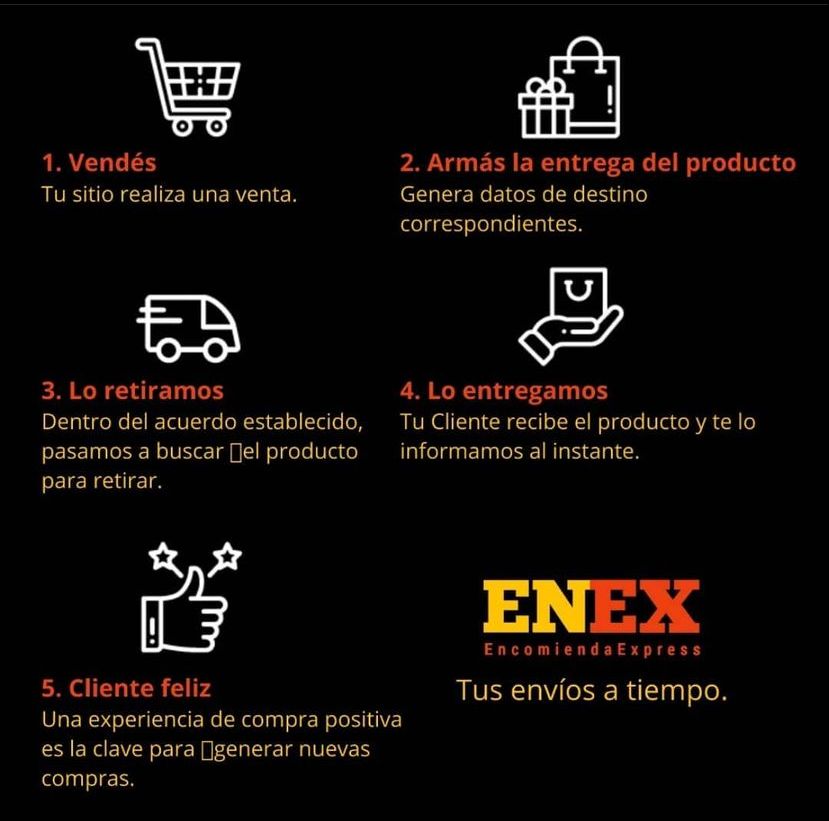 1. Vendés
Tu sitio realiza una venta.
2. Armás la entrega del producto
Genera datos de destino
correspondientes.
3. Lo retiramos
Dentro del acuerdo establecido,
pasamos a buscar ▯el producto
para retirar.
4. Lo entregamos
Tu Cliente recibe el producto y te lo
informamos al instante.
5. Cliente feliz
Una experiencia de compra positiva
es la clave para ▯generar nuevas
compras.
ENEX
EncomiendaExpress
Tus envíos a tiempo.